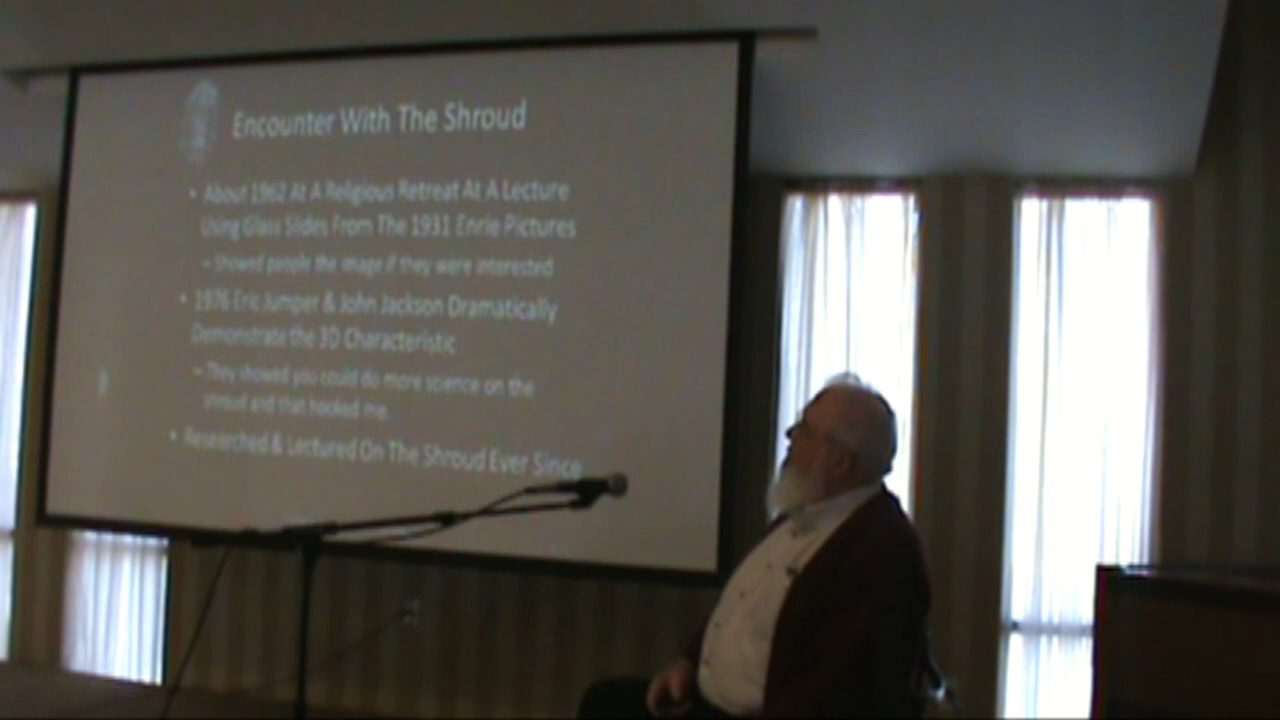 Encounter With The Shroud
• About 1962 At A Religious Retreat At A Lecture
Using Glass Slides From The 1931 Enrie Pictures
– Showed people the image if they were interested
• 1976 Eric Jumper & John Jackson Dramatically
Demonstrate the 3D Characteristic
– They showed you could do more science on the
shroud and that hooked me.
• Researched & Lectured On The Shroud Ever Since